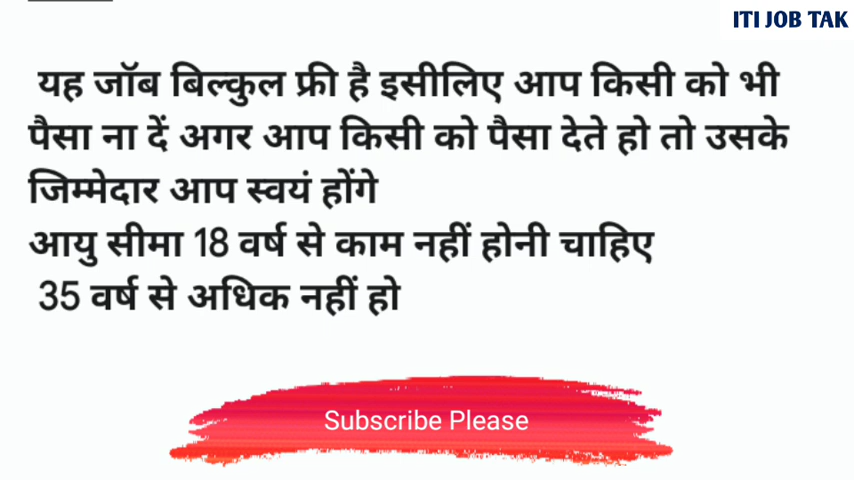 ITI JOB TAK
यह जॉब बिल्कुल फ्री है इसीलिए आप किसी को भी
पैसा ना दें अगर आप किसी को पैसा देते हो तो उसके
जिम्मेदार आप स्वयं होंगे
आयु सीमा 18 वर्ष से काम नहीं होनी चाहिए
35 वर्ष से अधिक नहीं हो
Subscribe Please